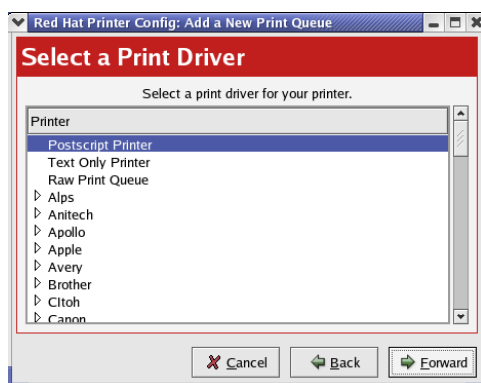 Red Hat Printer Config: Add a New Print Queue
Select a Print Driver
Select a print driver for your printer.
Printer
Postscript Printer
Text Only Printer
Raw Print Queue
Alps
Anitech
Apollo
Apple
Avery
Brother
CItoh
Canon
Cancel
Back
Forward